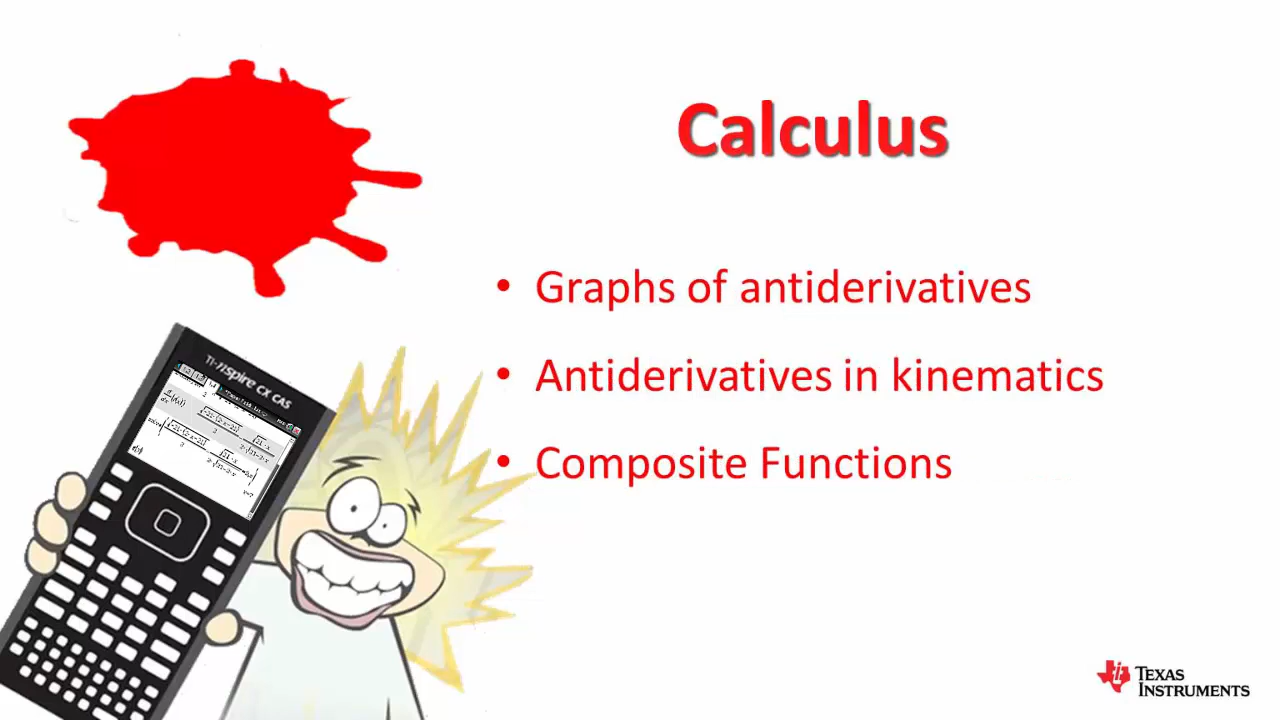 Calculus
• Graphs of antiderivatives
• Antiderivatives in kinematics
• Composite Functions
TI-nspire CX CAS
TEXAS
INSTRUMENTS